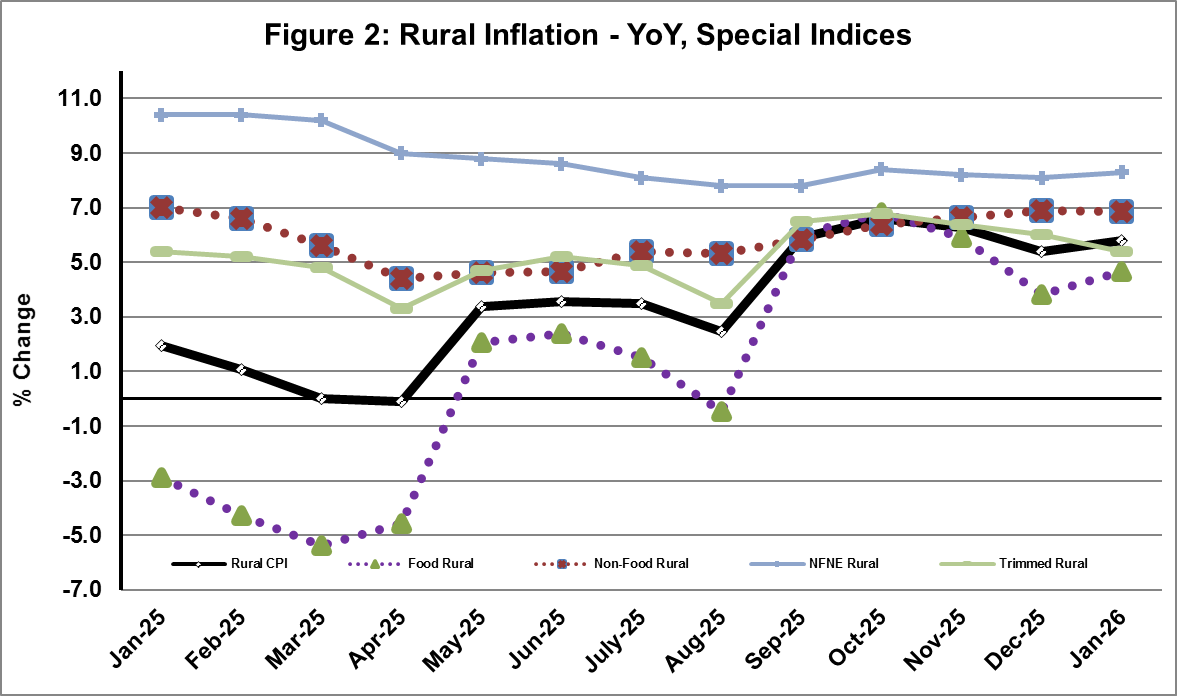 Figure 2: Rural Inflation - YoY, Special Indices
% Change
11.0
9.0
7.0
5.0
3.0
1.0
-1.0
-3.0
-5.0
-7.0
Rural CPI
Food Rural
Non-Food Rural
NFNE Rural
Trimmed Rural
Jan-25
Feb-25
Mar-25
Apr-25
May-25
Jun-25
July-25
Aug-25
Sep-25
Oct-25
Nov-25
Dec-25
Jan-26